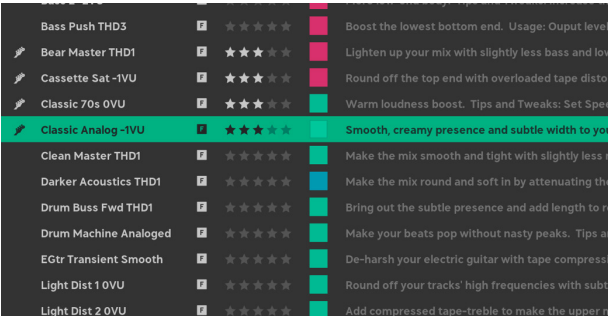 Bass Push THD3 F Boost the lowest bottom end. Usage: Ouput level
Bear Master THD1 F Lighten up your mix with slightly less bass and low
Cassette Sat -1VU F Round off the top end with overloaded tape disto
Classic 70s 0VU F Warm loudness boost. Tips and Tweaks: Set Spee
Classic Analog -1VU F Smooth, creamy presence and subtle width to you
Clean Master THD1 F Make the mix smooth and tight with slightly less
Darker Acoustics THD1 F Make the mix round and soft in by attenuating the
Drum Buss Fwd THD1 F Bring out the subtle presence and add length to
Drum Machine Analoged F Make your beats pop without nasty peaks. Tips a
EGtr Transient Smooth F De-harsh your electric guitar with tape compressi
Light Dist 1 0VU F Round off your tracks' high frequencies with subt
Light Dist 2 0VU F Add compressed tape-treble to make the upper